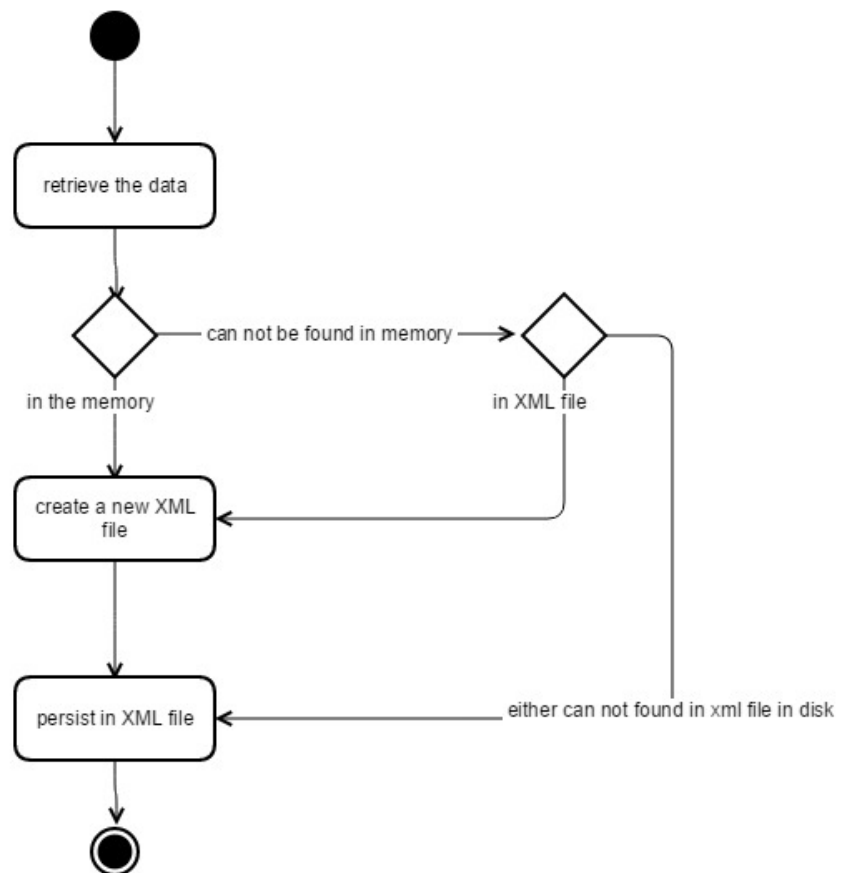 retrieve the data
can not be found in memory
in the memory
in XML file
create a new XML
file
persist in XML file
either can not found in xml file in disk